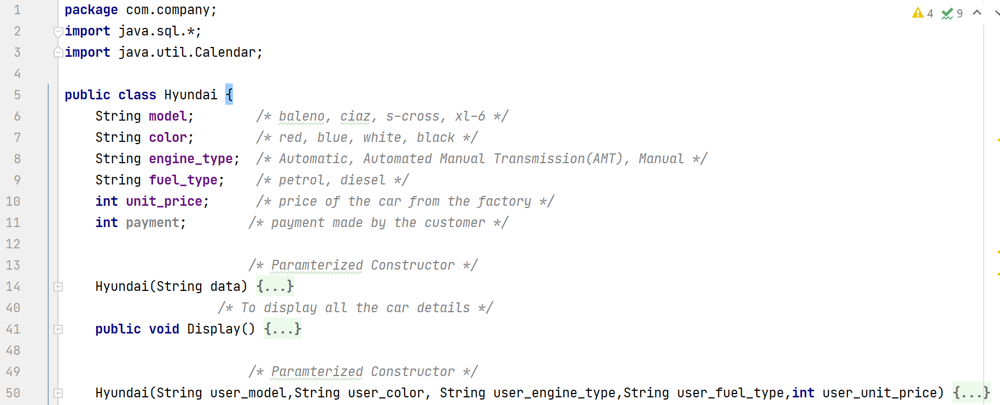 1 package com.company;
2 import java.sql.*;
3 import java.util.Calendar;
4
5 public class Hyundai {
6     String model;        /* baleno, ciaz, s-cross, xl-6 */
7     String color;        /* red, blue, white, black */
8     String engine_type;  /* Automatic, Automated Manual Transmission(AMT), Manual */
9     String fuel_type;    /* petrol, diesel */
10     int unit_price;      /* price of the car from the factory */
11     int payment;        /* payment made by the customer */
12
13                         /* Paramterized Constructor */
14     Hyundai(String data) {...}
40                     /* To display all the car details */
41     public void Display() {...}
48
49                         /* Paramterized Constructor */
50     Hyundai(String user_model,String user_color, String user_engine_type,String user_fuel_type,int user_unit_price) {...}
4 9